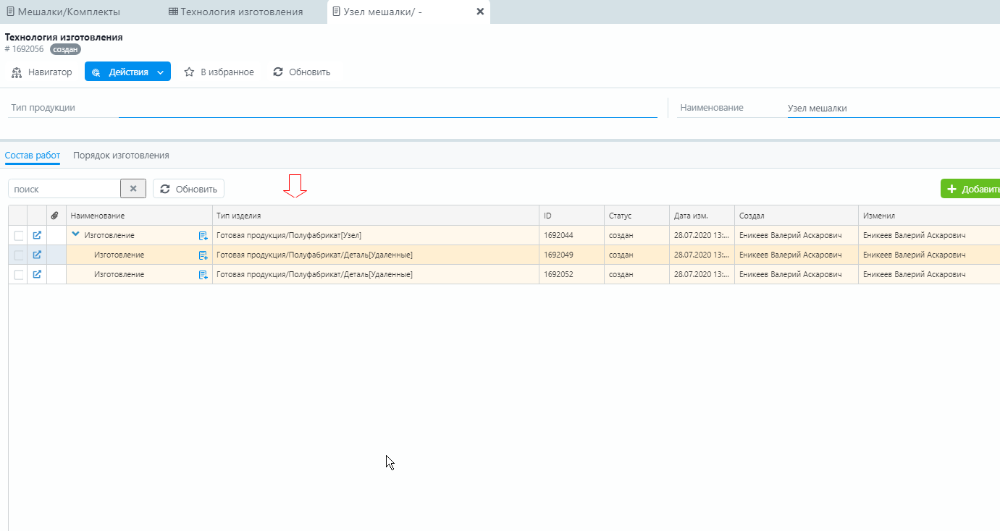 Мешалки/Комплекты Технология изготовления Узел мешалки/ -
Технология изготовления
# 1692056 создан
Навигатор Действия В избранное Обновить
Тип продукции Наименование Узел мешалки
Состав работ Порядок изготовления
поиск Обновить Добавить
Наименование Тип изделия ID Статус Дата изм. Создал Изменил
Изготовление Готовая продукция/Полуфабрикат[Узел] 1692044 создан 28.07.2020 13:... Еникеев Валерий Аскарович Еникеев Валерий Аскарович
Изготовление Готовая продукция/Полуфабрикат/Деталь[Удаленные] 1692049 создан 28.07.2020 13:... Еникеев Валерий Аскарович Еникеев Валерий Аскарович
Изготовление Готовая продукция/Полуфабрикат/Деталь[Удаленные] 1692052 создан 28.07.2020 13:... Еникеев Валерий Аскарович Еникеев Валерий Аскарович